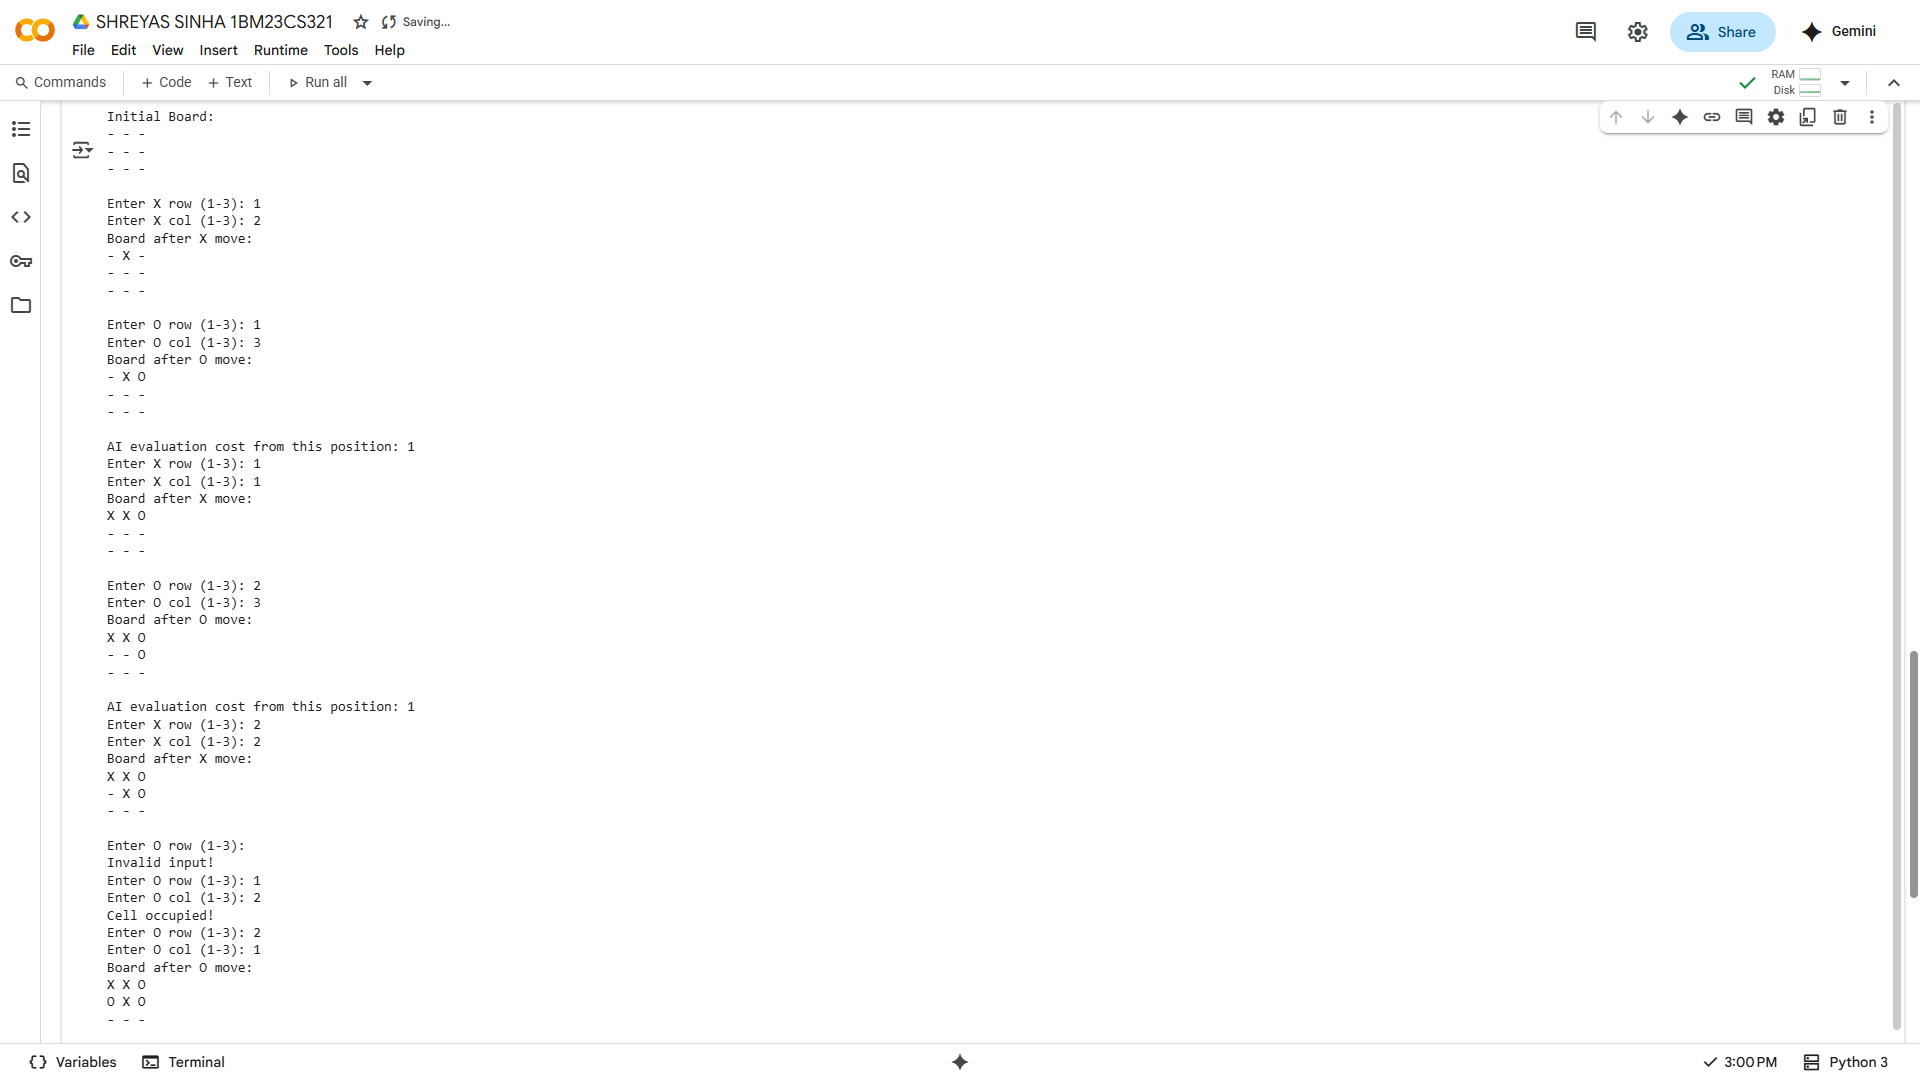 SHREYAS SINHA 1BM23CS321 Saving...
Share
Gemini
File Edit View Insert Runtime Tools Help
Commands + Code + Text Run all
RAM
Disk
Initial Board:
- - -
- - -
- - -
Enter X row (1-3): 1
Enter X col (1-3): 2
Board after X move:
- X -
- - -
- - -
Enter O row (1-3): 1
Enter O col (1-3): 3
Board after O move:
- X O
- - -
- - -
AI evaluation cost from this position: 1
Enter X row (1-3): 1
Enter X col (1-3): 1
Board after X move:
X X O
- - -
- - -
Enter O row (1-3): 2
Enter O col (1-3): 3
Board after O move:
X X O
- - O
- - -
AI evaluation cost from this position: 1
Enter X row (1-3): 2
Enter X col (1-3): 2
Board after X move:
X X O
- X O
- - -
Enter O row (1-3):
Invalid input!
Enter O row (1-3): 1
Enter O col (1-3): 2
Cell occupied!
Enter O row (1-3): 2
Enter O col (1-3): 1
Board after O move:
X X O
O X O
- - -
Variables Terminal 3:00 PM Python 3